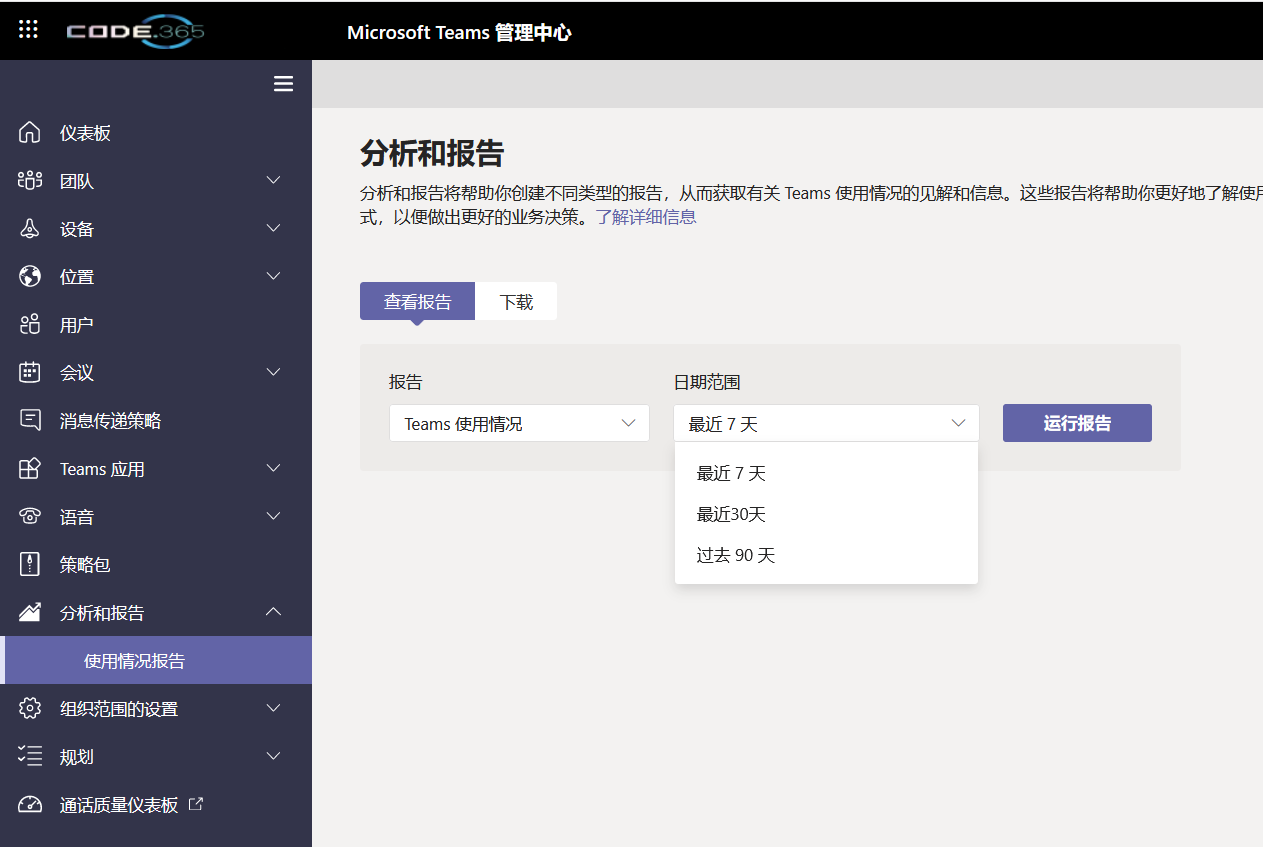 CODE.365
Microsoft Teams 管理中心
仪表板
团队
设备
位置
用户
会议
消息传递策略
Teams 应用
语音
策略包
分析和报告
使用情况报告
组织范围的设置
规划
通话质量仪表板
分析和报告
分析和报告将帮助你创建不同类型的报告，从而获取有关 Teams 使用情况的见解和信息。这些报告将帮助你更好地了解使用
式，以便做出更好的业务决策。了解详细信息
查看报告 下载
报告 日期范围
Teams 使用情况 最近 7 天 运行报告
最近 7 天
最近30天
过去 90 天